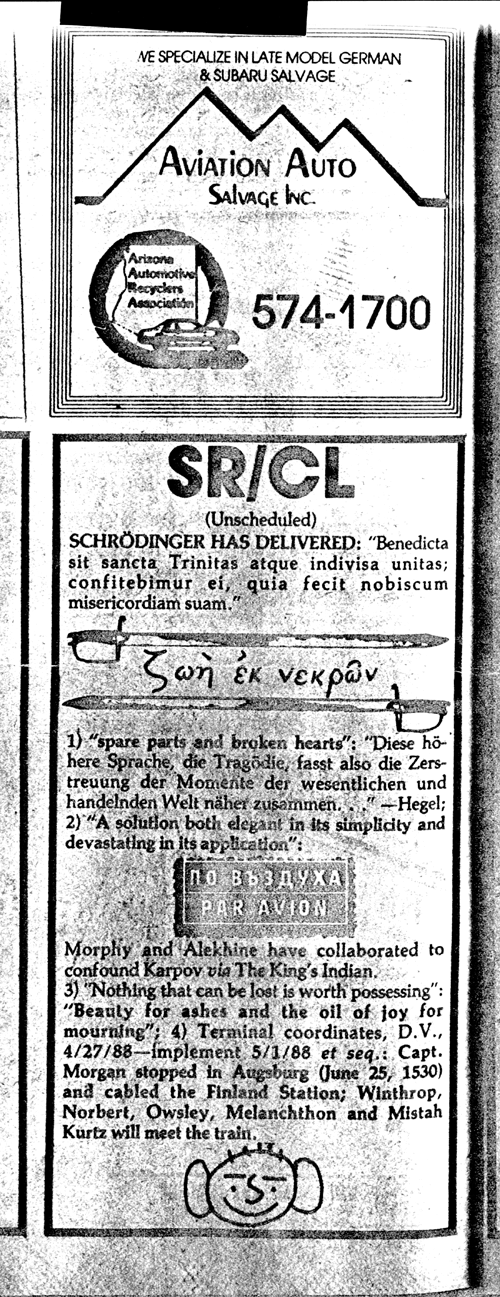 WE SPECIALIZE IN LATE MODEL GERMAN
& SUBARU SALVAGE
AVIATION AUTO
SALVAGE INC.
Arizona
Automotive
Recyclers
Association
574-1700
SR/CL
(Unscheduled)
SCHRÖDINGER HAS DELIVERED: "Benedicta
sit sancta Trinitas atque indivisa unitas;
confitebimur ei, quia fecit nobiscum
misericordiam suam."
ζωὴ ἐκ νεκρῶν
1) "spare parts and broken hearts": "Diese hö-
here Sprache, die Tragödie, fasst also die Zers-
treuung der Momente der wesentlichen und
handelnden Welt näher zusammen. . ." —Hegel;
2) "A solution both elegant in its simplicity and
devastating in its application":
ПО ВЪЗДУХА
PAR AVION
Morphy and Alekhine have collaborated to
confound Karpov via The King's Indian.
3) "Nothing that can be lost is worth possessing":
"Beauty for ashes and the oil of joy for
mourning"; 4) Terminal coordinates, D.V.,
4/27/88—implement 5/1/88 et seq.: Capt.
Morgan stopped in Augsburg (June 25, 1530)
and cabled the Finland Station; Winthrop,
Norbert, Owsley, Melanchthon and Mistah
Kurtz will meet the train.